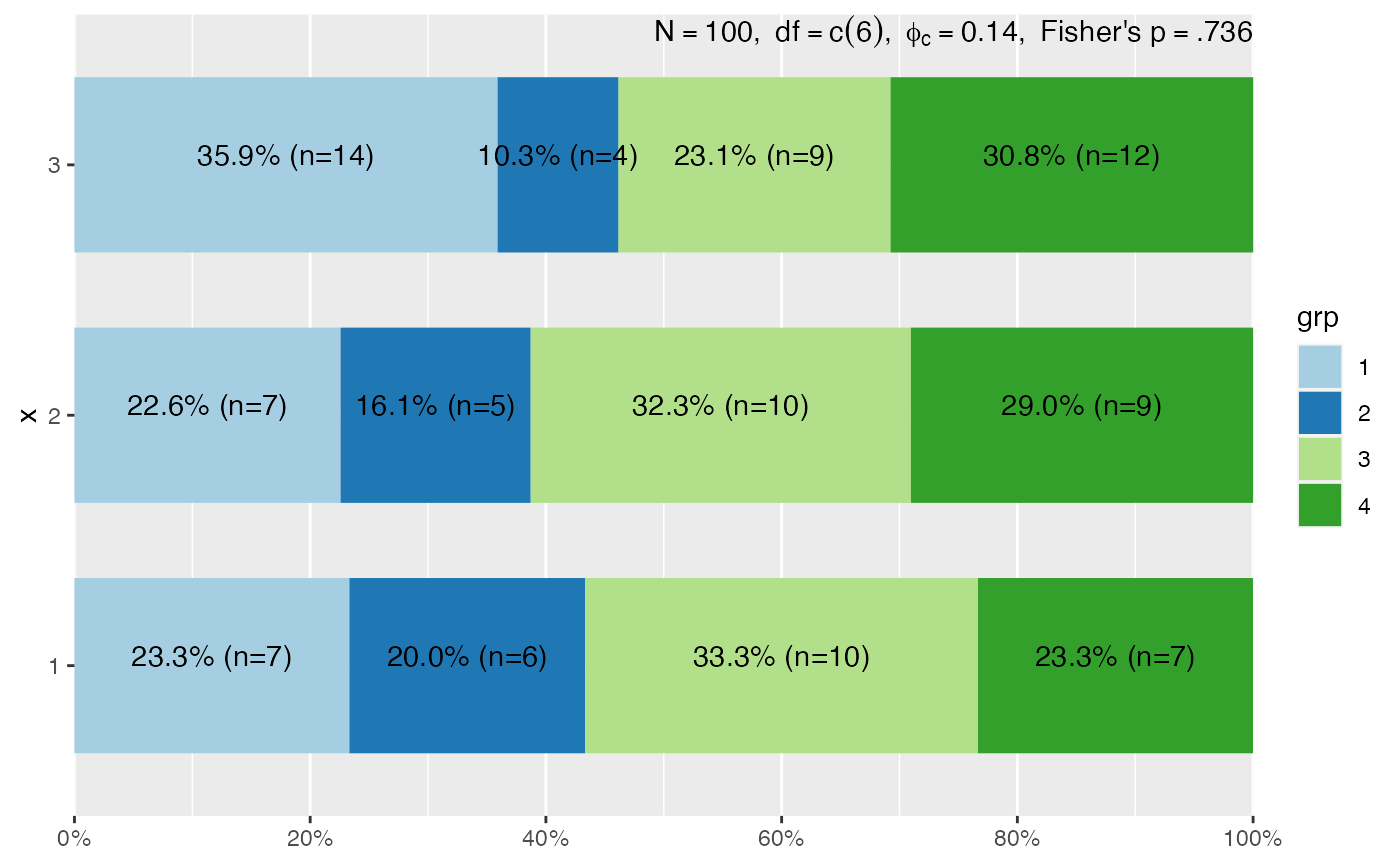 N = 100, df = c(6), ϕc = 0.14, Fisher's p = .736
3
35.9% (n=14) 10.3% (n=4) 23.1% (n=9) 30.8% (n=12)
x
2
22.6% (n=7) 16.1% (n=5) 32.3% (n=10) 29.0% (n=9)
1
23.3% (n=7) 20.0% (n=6) 33.3% (n=10) 23.3% (n=7)
0% 20% 40% 60% 80% 100%
grp
1
2
3
4